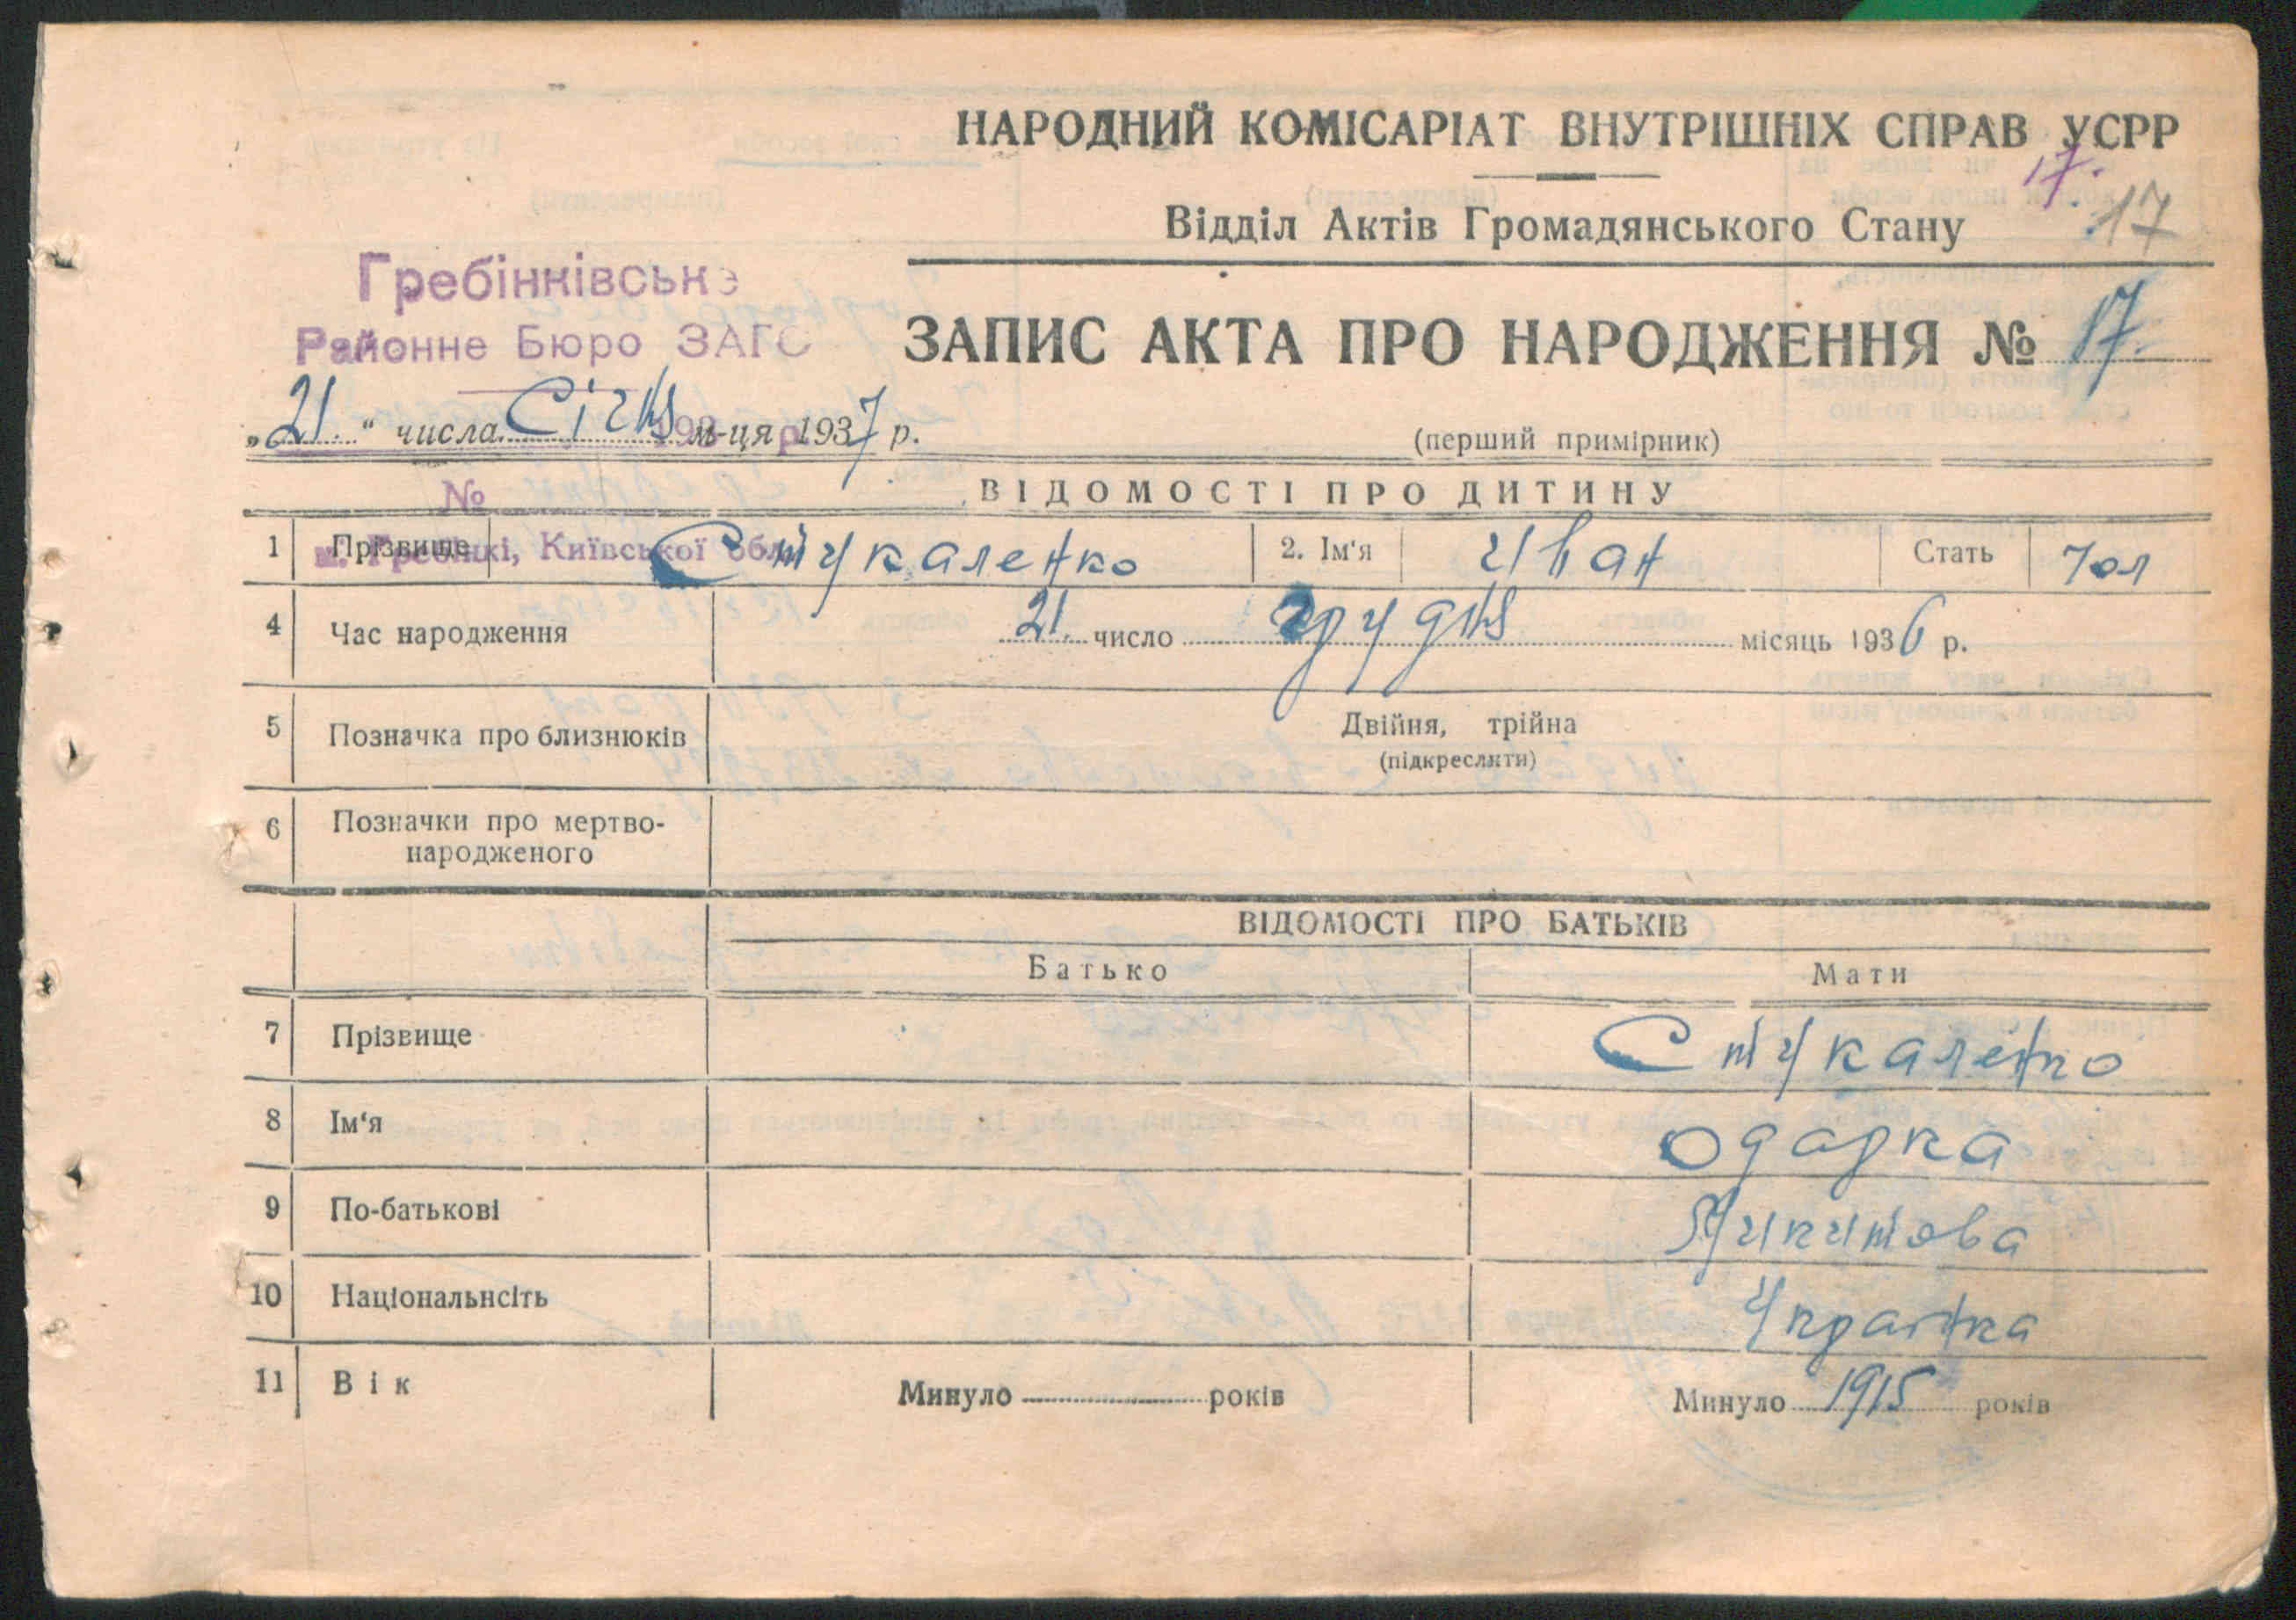 НАРОДНИЙ КОМІСАРІАТ ВНУТРІШНІХ СПРАВ УСРР
17.
Відділ Актів Громадянського Стану 17
Гребінківське
Районне Бюро ЗАГС
ЗАПИС АКТА ПРО НАРОДЖЕННЯ № 17.
„21.“ числа Січня м-ця 1937 р.
193 р.
(перший примірник)
№
ВІДОМОСТІ ПРО ДИТИНУ
м. Гребінкі, Київської обл.
1 Прізвище Стукаленко 2. Ім'я Иван Стать Чол
4 Час народження 21. число грудня місяць 1936 р.
5 Позначка про близнюків Двійня, трійна
(підкреслити)
6 Позначки про мертво-
народженого
ВІДОМОСТІ ПРО БАТЬКІВ
Батько Мати
7 Прізвище Стукаленко
8 Ім'я Одарка
9 По-батькові Микитова
10 Національнсіть Украінка
11 Вік Минуло років Минуло 1915 років